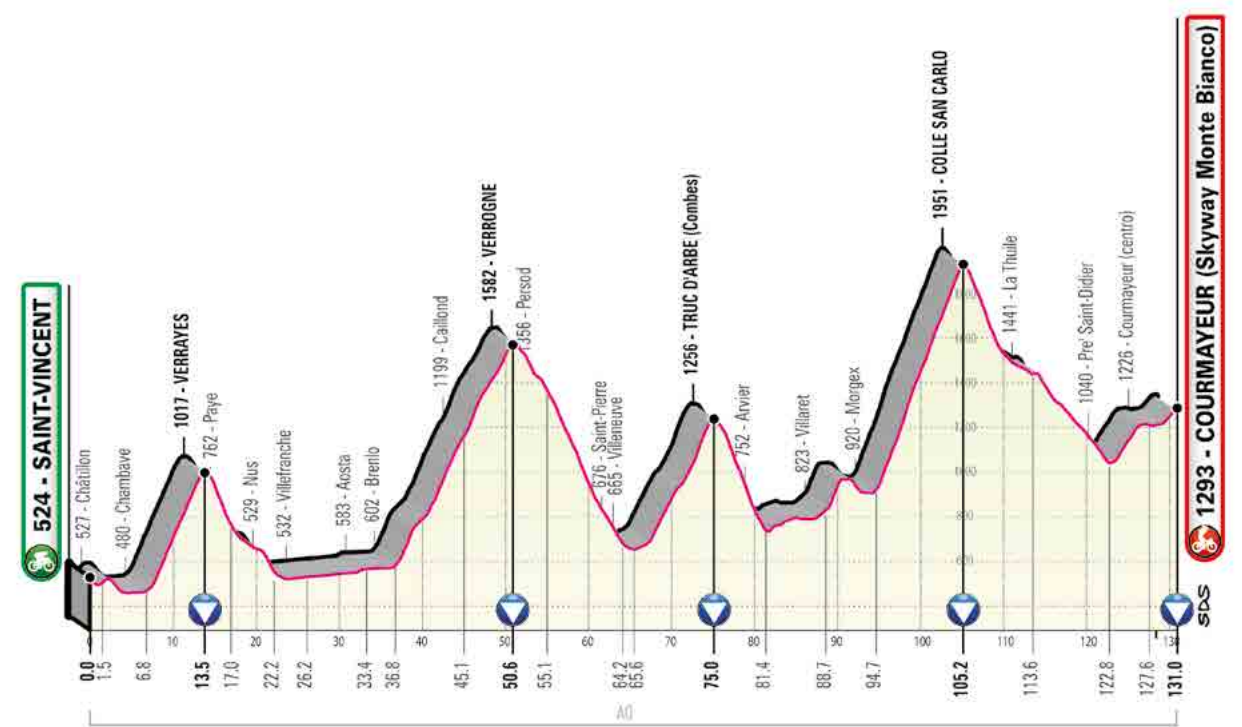 524 - SAINT-VINCENT
527 - Châtillon
480 - Chambave
1017 - VERRAYES
762 - Paye
529 - Nus
532 - Villefranche
583 - Aosta
602 - Brenlo
1199 - Caillond
1582 - VERROGNE
1356 - Persod
676 - Saint-Pierre
665 - Villeneuve
1256 - TRUC D'ARBE (Combes)
752 - Arvier
823 - Villaret
920 - Morgex
1951 - COLLE SAN CARLO
1441 - La Thuile
1040 - Pre' Saint-Didier
1226 - Courmayeur (centro)
1293 - COURMAYEUR (Skyway Monte Bianco)
SDS
0 10 20 30 40 50 60 70 80 90 100 110 120 130
0.0 1.5 6.8 13.5 17.0 22.2 26.2 33.4 36.8 45.1 50.6 55.1 64.2 65.6 75.0 81.4 88.7 94.7 105.2 113.6 122.8 127.6 131.0
AO